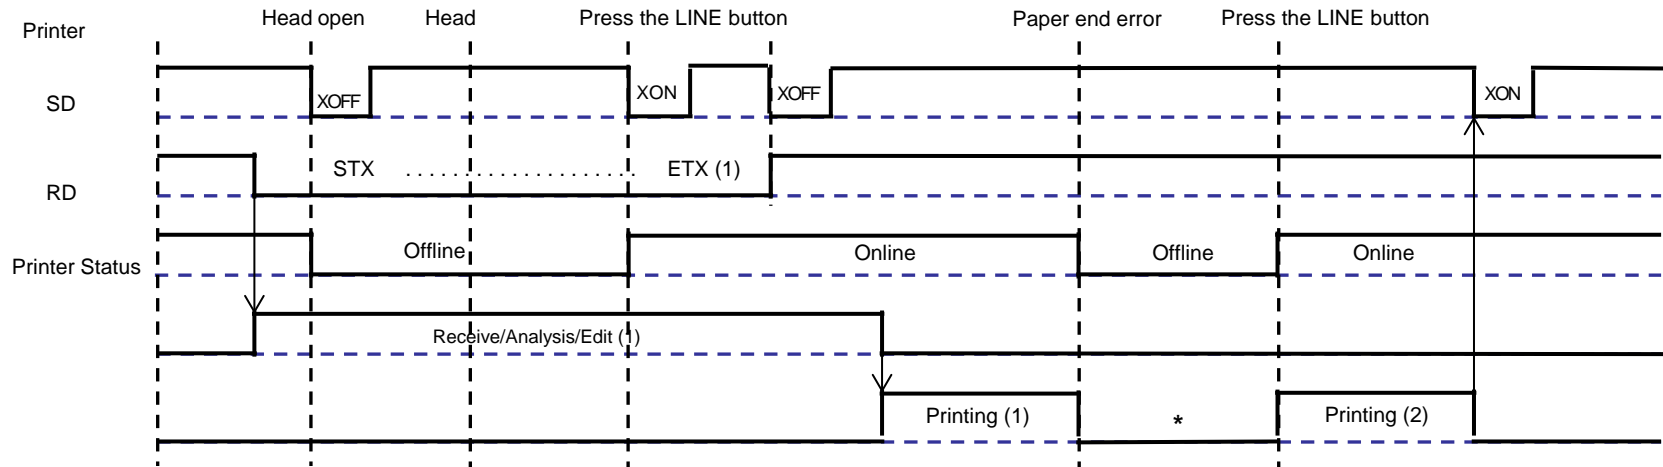 Printer
Head open
Head
Press the LINE button
Paper end error
Press the LINE button
SD
XOFF
XON
XOFF
XON
RD
STX ..................... ETX (1)
Printer Status
Offline
Online
Offline
Online
Receive/Analysis/Edit (1)
Printing (1)
*
Printing (2)